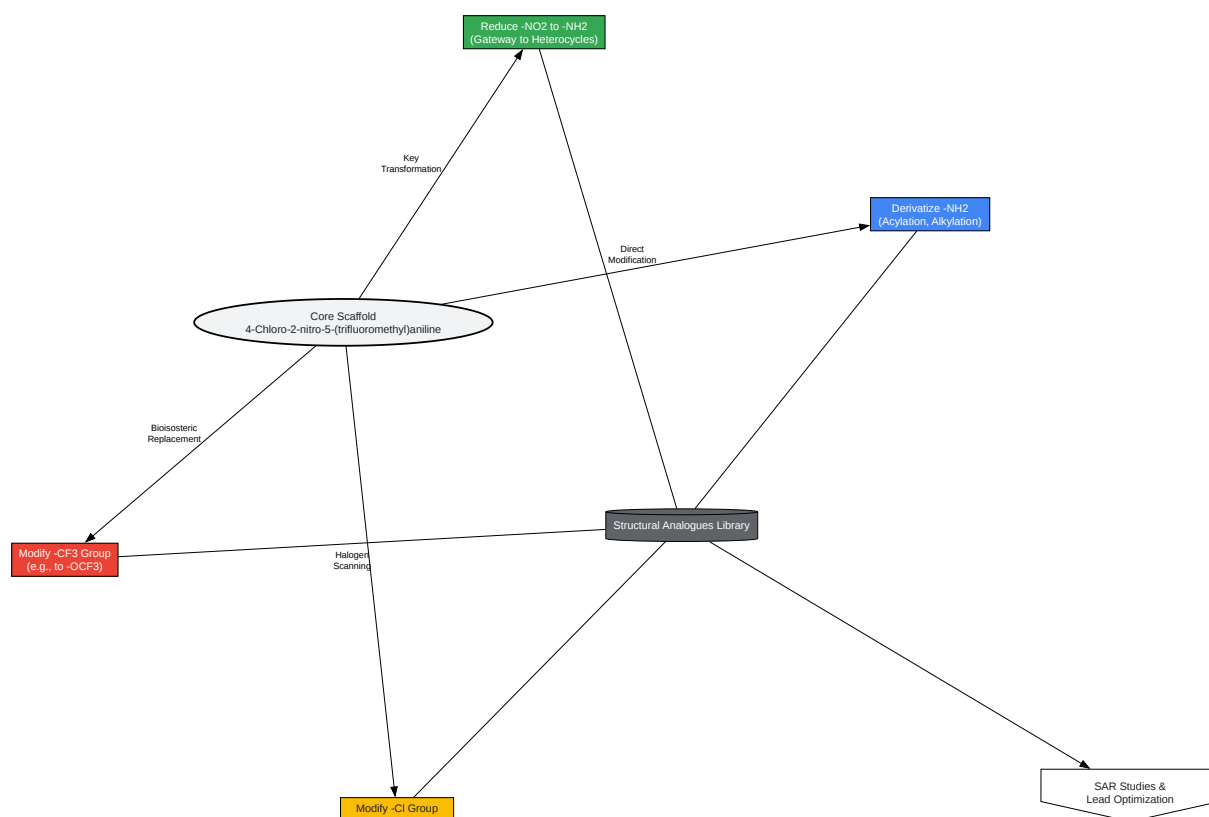 Reduce -NO2 to -NH2
(Gateway to Heterocycles)
Key
Transformation
Derivatize -NH2
(Acylation, Alkylation)
Direct
Modification
Core Scaffold
4-Chloro-2-nitro-5-(trifluoromethyl)aniline
Bioisosteric
Replacement
Structural Analogues Library
Modify -CF3 Group
(e.g., to -OCF3)
Halogen
Scanning
SAR Studies &
Lead Optimization
Modify -Cl Group